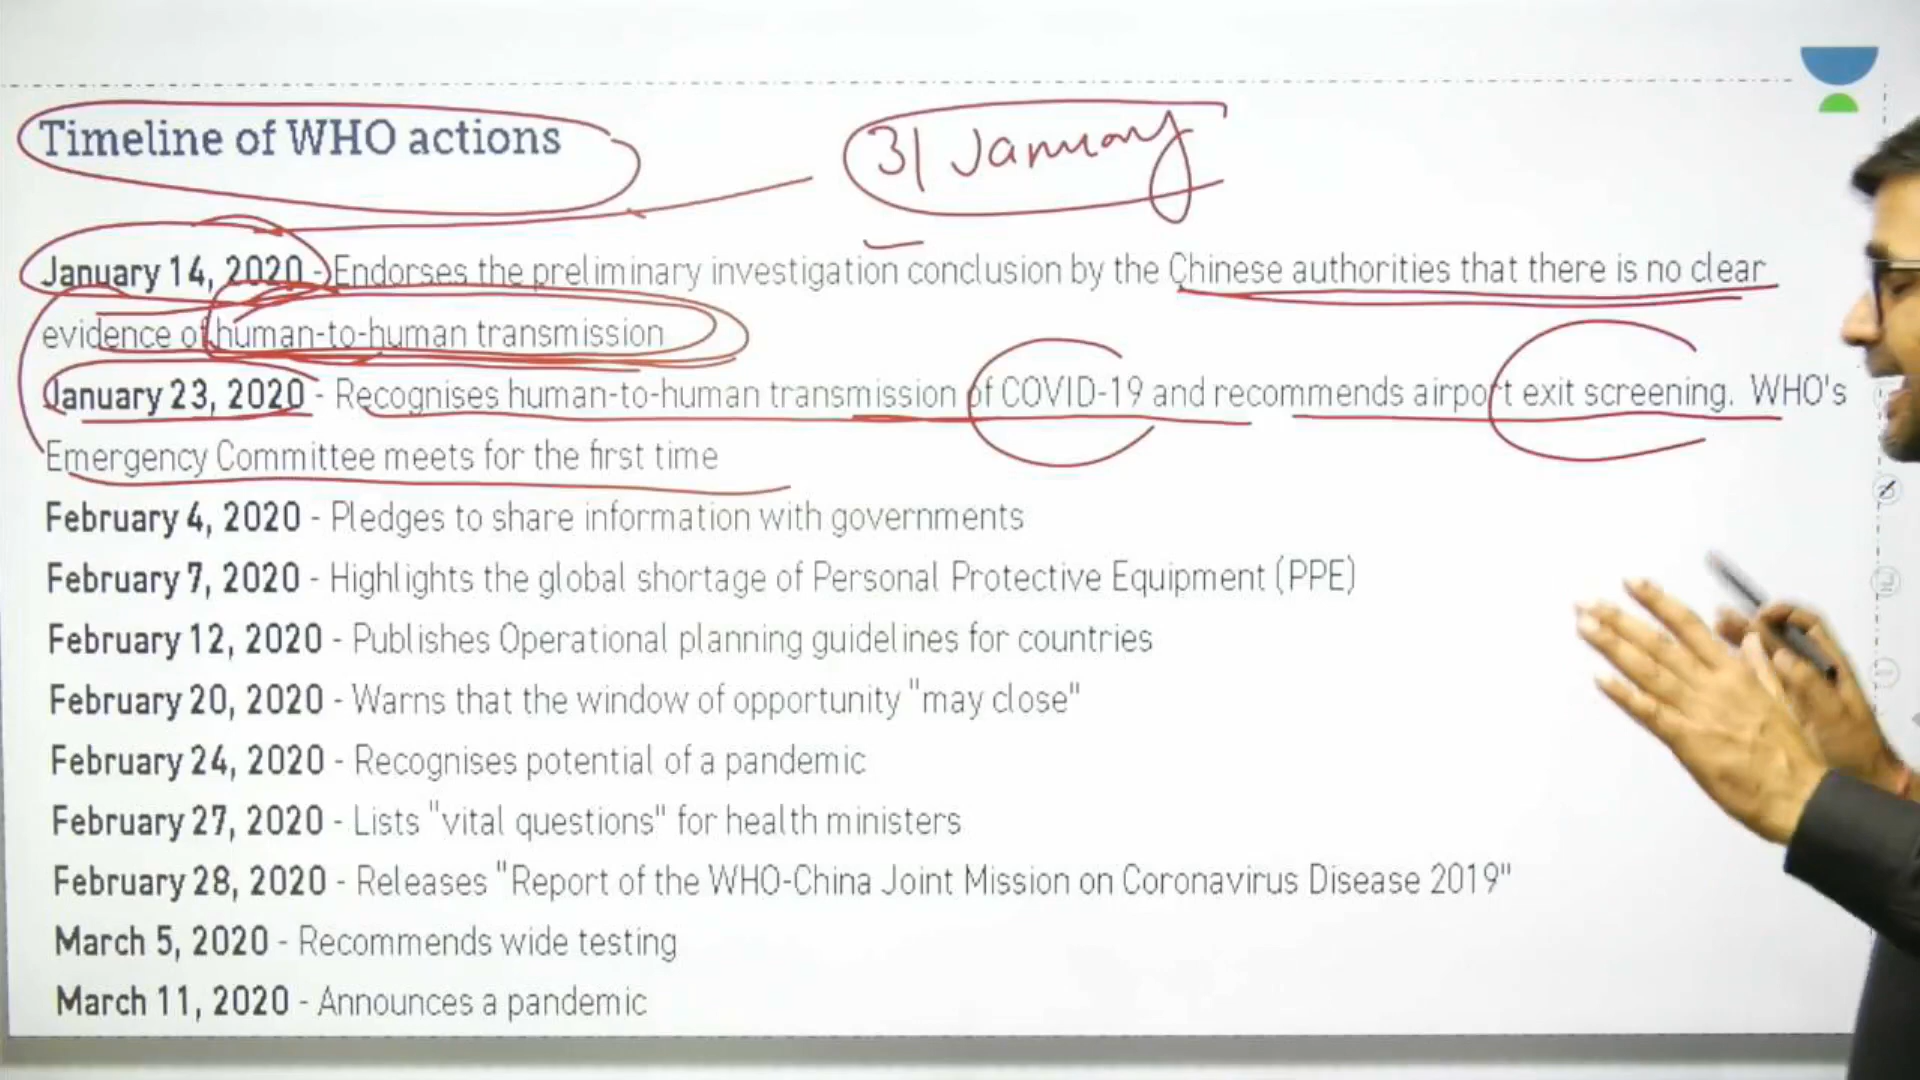 Timeline of WHO actions
31 January
January 14, 2020 - Endorses the preliminary investigation conclusion by the Chinese authorities that there is no clear
evidence of human-to-human transmission
January 23, 2020 - Recognises human-to-human transmission of COVID-19 and recommends airport exit screening. WHO's
Emergency Committee meets for the first time
February 4, 2020 - Pledges to share information with governments
February 7, 2020 - Highlights the global shortage of Personal Protective Equipment (PPE)
February 12, 2020 - Publishes Operational planning guidelines for countries
February 20, 2020 - Warns that the window of opportunity "may close"
February 24, 2020 - Recognises potential of a pandemic
February 27, 2020 - Lists "vital questions" for health ministers
February 28, 2020 - Releases "Report of the WHO-China Joint Mission on Coronavirus Disease 2019"
March 5, 2020 - Recommends wide testing
March 11, 2020 - Announces a pandemic